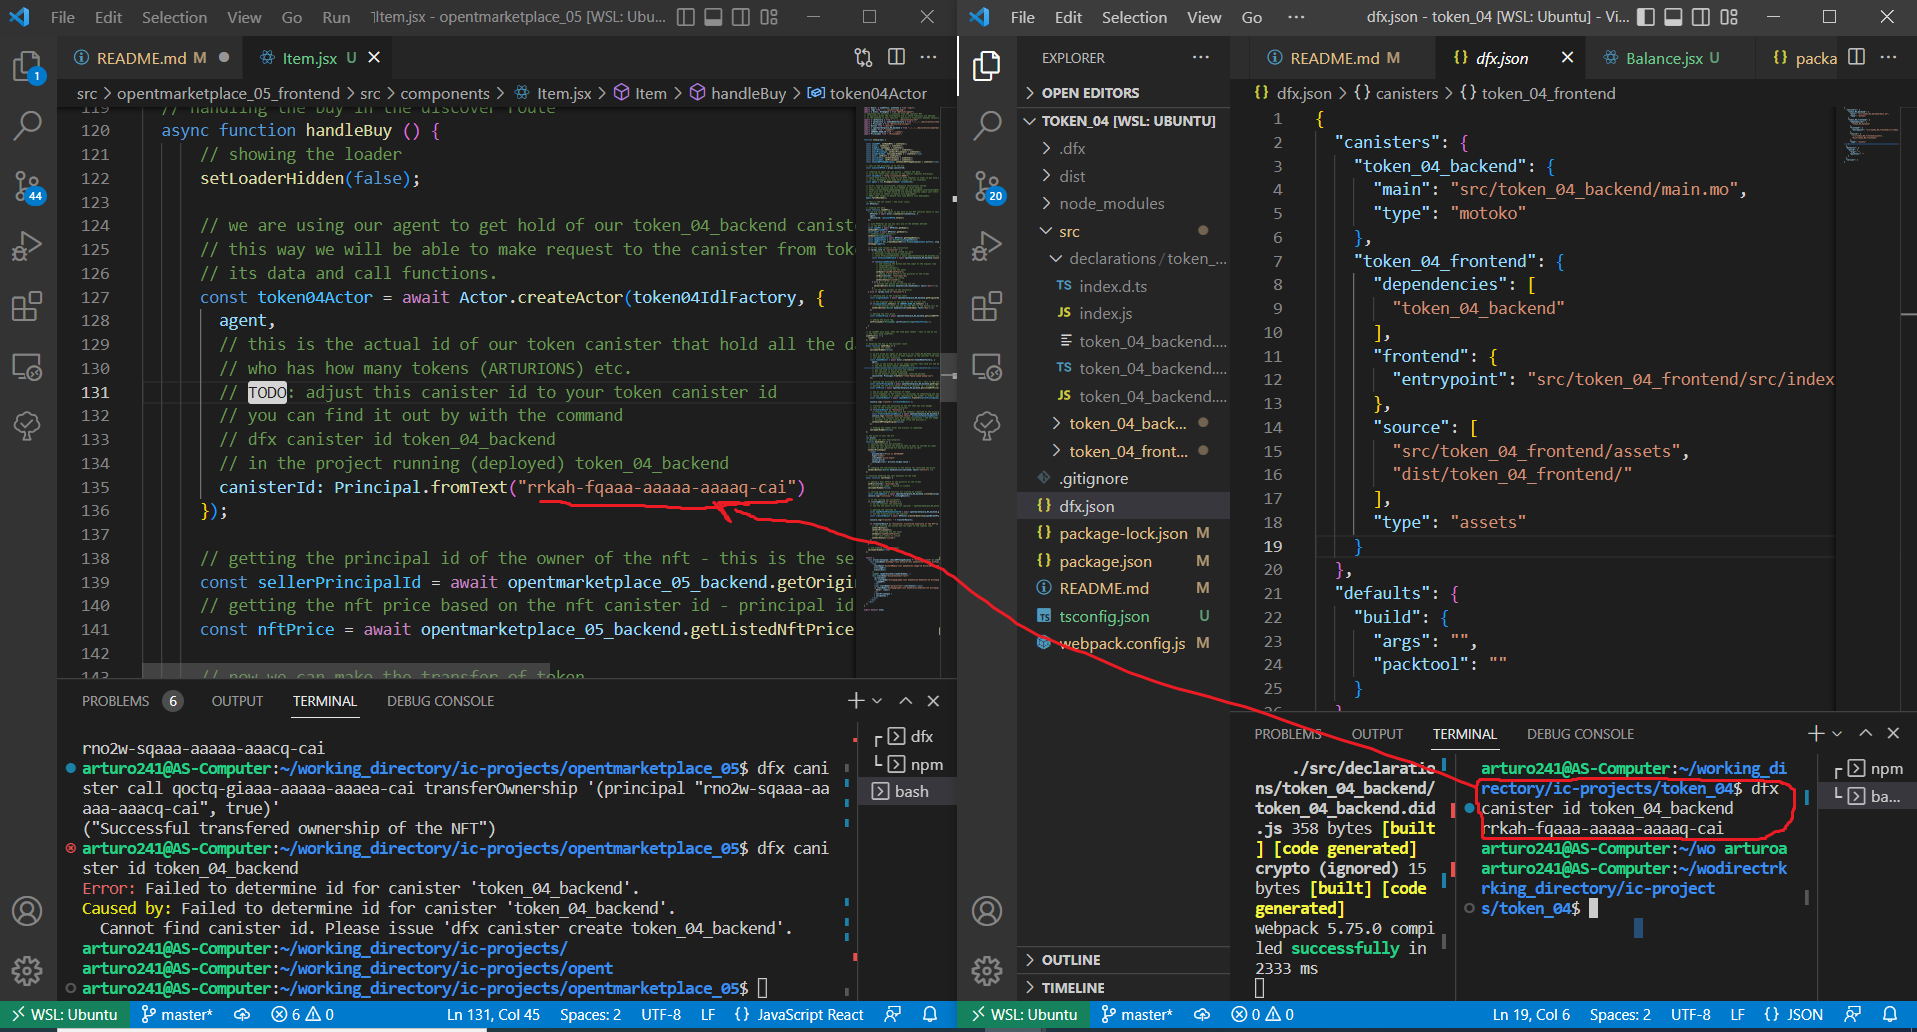 File Edit Selection View Go Run Item.jsx - opentmarketplace_05 [WSL: Ubu...
README.md M
Item.jsx U
src > opentmarketplace_05_frontend > src > components > Item.jsx > Item > handleBuy > token04Actor
119 // handling the buy in the discover route
120 async function handleBuy () {
121 // showing the loader
122 setLoaderHidden(false);
123
124 // we are using our agent to get hold of our token_04_backend canist
125 // this way we will be able to make request to the canister from tok
126 // its data and call functions.
127 const token04Actor = await Actor.createActor(token04IdlFactory, {
128 agent,
129 // this is the actual id of our token canister that hold all the d
130 // who has how many tokens (ARTURIONS) etc.
131 // TODO: adjust this canister id to your token canister id
132 // you can find it out by with the command
133 // dfx canister id token_04_backend
134 // in the project running (deployed) token_04_backend
135 canisterId: Principal.fromText("rrkah-fqaaa-aaaaa-aaaaq-cai")
136 });
137
138 // getting the principal id of the owner of the nft - this is the se
139 const sellerPrincipalId = await opentmarketplace_05_backend.getOrigin
140 // getting the nft price based on the nft canister id - principal id
141 const nftPrice = await opentmarketplace_05_backend.getListedNftPrice
142
143 // now we can make the transfer of token
PROBLEMS 6 OUTPUT TERMINAL DEBUG CONSOLE
rno2w-sqaaa-aaaaa-aaacq-cai
arturo241@AS-Computer:~/working_directory/ic-projects/opentmarketplace_05$ dfx cani
ster call qoctq-giaaa-aaaaa-aaaea-cai transferOwnership '(principal "rno2w-sqaaa-aa
aaa-aaacq-cai", true)'
("Successful transfered ownership of the NFT")
arturo241@AS-Computer:~/working_directory/ic-projects/opentmarketplace_05$ dfx cani
ster id token_04_backend
Error: Failed to determine id for canister 'token_04_backend'.
Caused by: Failed to determine id for canister 'token_04_backend'.
Cannot find canister id. Please issue 'dfx canister create token_04_backend'.
arturo241@AS-Computer:~/working_directory/ic-projects/
arturo241@AS-Computer:~/working_directory/ic-projects/opent
arturo241@AS-Computer:~/working_directory/ic-projects/opentmarketplace_05$
dfx
npm
bash
1
44
WSL: Ubuntu master* 6 0 Ln 131, Col 45 Spaces: 2 UTF-8 LF {} JavaScript React
File Edit Selection View Go ··· dfx.json - token_04 [WSL: Ubuntu] - Vi...
20
EXPLORER ···
OPEN EDITORS
TOKEN_04 [WSL: UBUNTU]
.dfx
dist
node_modules
src
declarations / token_...
TS index.d.ts
JS index.js
token_04_backend....
TS token_04_backend....
JS token_04_backend....
token_04_back...
token_04_front...
.gitignore
{} dfx.json
{} package-lock.json M
{} package.json M
README.md M
tsconfig.json U
webpack.config.js M
OUTLINE
TIMELINE
README.md M
{} dfx.json
Balance.jsx U
{} packa
{} dfx.json > {} canisters > {} token_04_frontend
1 {
2 "canisters": {
3 "token_04_backend": {
4 "main": "src/token_04_backend/main.mo",
5 "type": "motoko"
6 },
7 "token_04_frontend": {
8 "dependencies": [
9 "token_04_backend"
10 ],
11 "frontend": {
12 "entrypoint": "src/token_04_frontend/src/index
13 },
14 "source": [
15 "src/token_04_frontend/assets",
16 "dist/token_04_frontend/"
17 ],
18 "type": "assets"
19 }
20 },
21 "defaults": {
22 "build": {
23 "args": "",
24 "packtool": ""
25 }
26 }
PROBLEMS OUTPUT TERMINAL DEBUG CONSOLE
./src/declaratio
ns/token_04_backend/
token_04_backend.did
.js 358 bytes [built
] [code generated]
crypto (ignored) 15
bytes [built] [code
generated]
webpack 5.75.0 compi
led successfully in
2333 ms
arturo241@AS-Computer:~/working_di
rectory/ic-projects/token_04$ dfx
canister id token_04_backend
rrkah-fqaaa-aaaaa-aaaaq-cai
arturo241@AS-Computer:~/wo arturoa
arturo241@AS-Computer:~/wodirectrk
rking_directory/ic-project
s/token_04$
npm
ba...
WSL: Ubuntu master* 0 0 Ln 19, Col 6 Spaces: 2 UTF-8 LF {} JSON